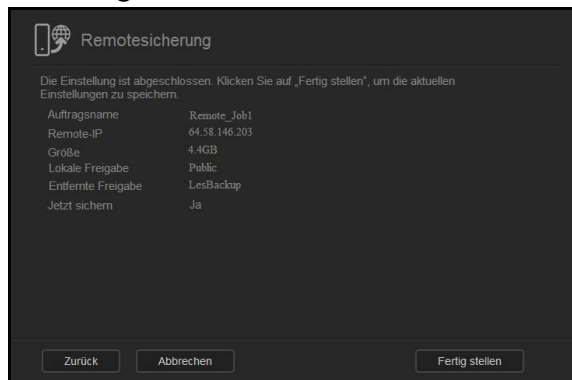 Remotesicherung
Die Einstellung ist abgeschlossen. Klicken Sie auf „Fertig stellen“, um die aktuellen
Einstellungen zu speichern.
Auftragsname Remote_Job1
Remote-IP 64.58.146.203
Größe 4.4GB
Lokale Freigabe Public
Entfernte Freigabe LesBackup
Jetzt sichern Ja
Zurück Abbrechen Fertig stellen